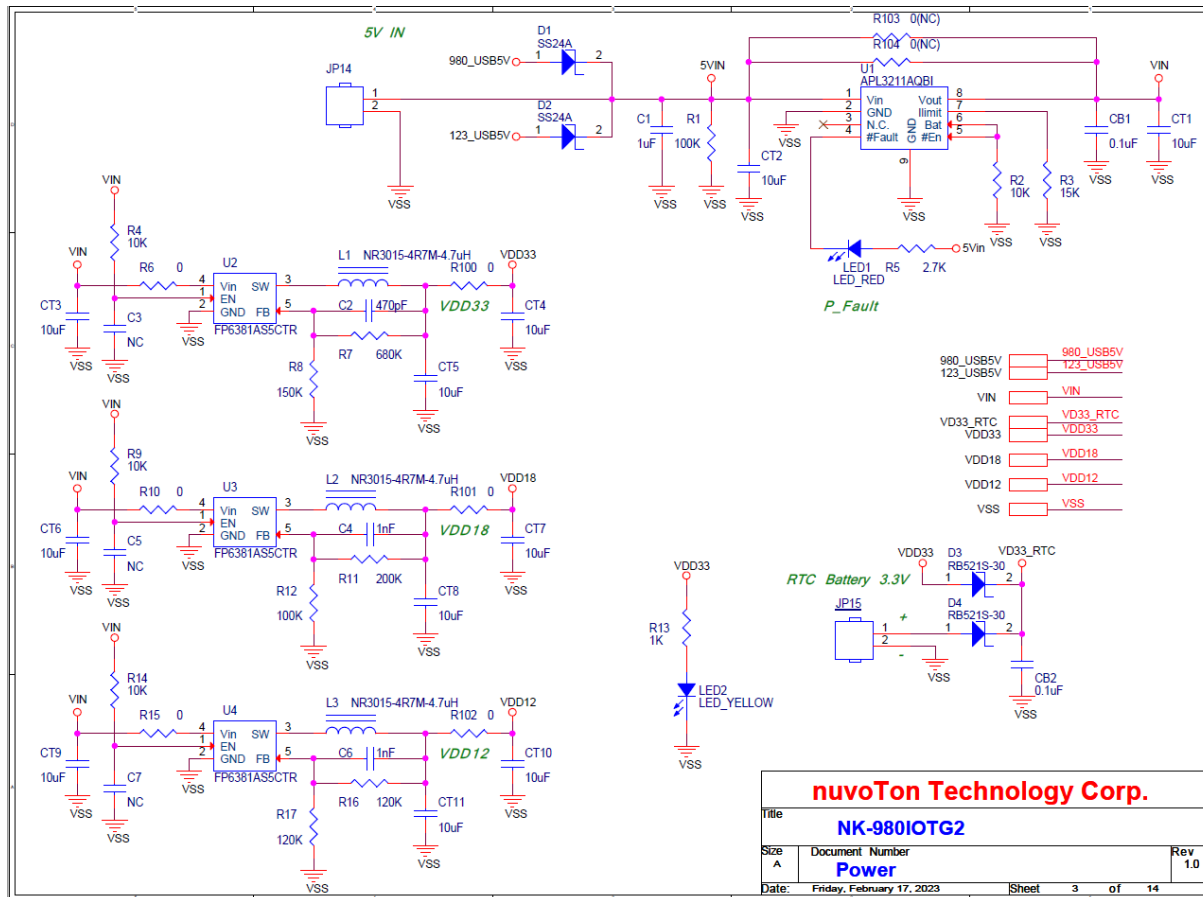 5V IN
D1
SS24A
980_USB5V 1 2
JP14
1
2
D2
SS24A
123_USB5V 1 2
VSS
C1
1uF
VSS
5VIN
R1
100K
VSS
CT2
10uF
VSS
R103 0(NC)
R104 0(NC)
U1
APL3211AQBI
1 Vin Vout 8
2 GND Ilimit 7
3 N.C. Bat 6
4 #Fault #En 5
GND
9
VSS
VSS
R2
10K
VSS
R3
15K
VSS
CB1
0.1uF
VSS
VIN
CT1
10uF
VSS
LED1
LED_RED
R5 2.7K
5Vin
P_Fault
VIN
R4
10K
VIN
R6 0
CT3
10uF
VSS
C3
NC
VSS
U2
4 Vin SW 3
1 EN
2 GND FB 5
FP6381AS5CTR
VSS
L1 NR3015-4R7M-4.7uH
C2 470pF
R7 680K
R8
150K
VSS
R100 0
VDD33
VDD33
CT4
10uF
VSS
CT5
10uF
VSS
VIN
R9
10K
VIN
R10 0
CT6
10uF
VSS
C5
NC
VSS
U3
4 Vin SW 3
1 EN
2 GND FB 5
FP6381AS5CTR
VSS
L2 NR3015-4R7M-4.7uH
C4 1nF
R11 200K
R12
100K
VSS
R101 0
VDD18
VDD18
CT7
10uF
VSS
CT8
10uF
VSS
VIN
R14
10K
VIN
R15 0
CT9
10uF
VSS
C7
NC
VSS
U4
4 Vin SW 3
1 EN
2 GND FB 5
FP6381AS5CTR
VSS
L3 NR3015-4R7M-4.7uH
C6 1nF
R16 120K
R17
120K
VSS
R102 0
VDD12
VDD12
CT10
10uF
VSS
CT11
10uF
VSS
980_USB5V 980_USB5V
123_USB5V 123_USB5V
VIN VIN
VD33_RTC VD33_RTC
VDD33 VDD33
VDD18 VDD18
VDD12 VDD12
VSS VSS
VDD33
R13
1K
LED2
LED_YELLOW
VSS
RTC Battery 3.3V
JP15
1 +
2 -
VSS
VDD33
D3
RB521S-30
1 2
VD33_RTC
D4
RB521S-30
1 2
CB2
0.1uF
VSS
nuvoTon Technology Corp.
Title
NK-980IOTG2
Size
A
Document Number
Power
Rev
1.0
Date: Friday, February 17, 2023 Sheet 3 of 14